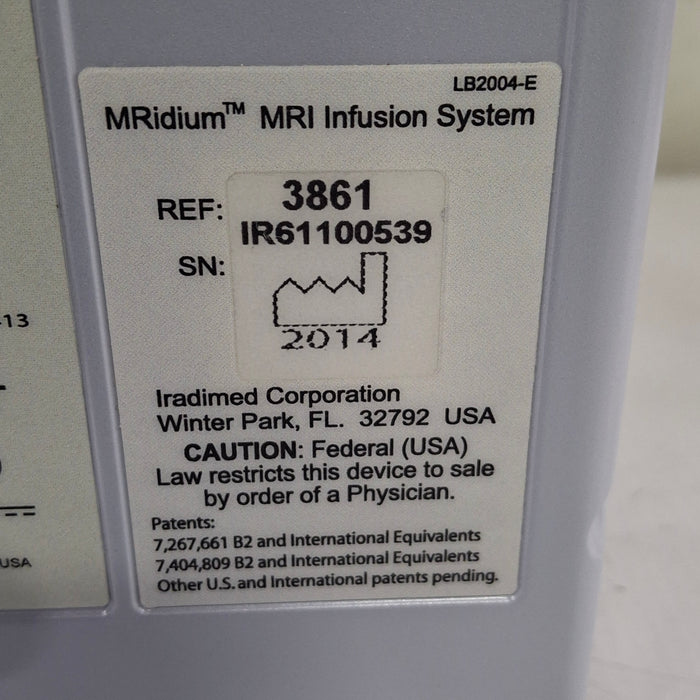 LB2004-E
MRidium™ MRI Infusion System
REF: 3861
IR61100539
SN:
2014
Iradimed Corporation
Winter Park, FL. 32792 USA
CAUTION: Federal (USA)
Law restricts this device to sale
by order of a Physician.
Patents:
7,267,661 B2 and International Equivalents
7,404,809 B2 and International Equivalents
Other U.S. and International patents pending.
13
USA